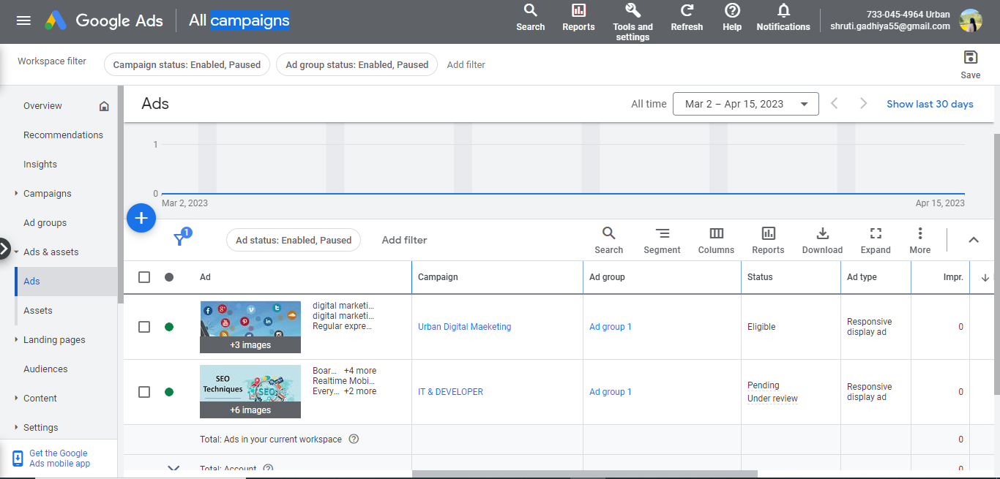 Google Ads
All campaigns
Search
Reports
Tools and
settings
Refresh
Help
Notifications
733-045-4964 Urban
shruti.gadhiya55@gmail.com
Workspace filter
Campaign status: Enabled, Paused
Ad group status: Enabled, Paused
Add filter
Save
Overview
Recommendations
Insights
Campaigns
Ad groups
Ads & assets
Ads
Assets
Landing pages
Audiences
Content
Settings
Get the Google
Ads mobile app
Ads
All time
Mar 2 – Apr 15, 2023
Show last 30 days
1
0
Mar 2, 2023
Apr 15, 2023
1
Ad status: Enabled, Paused
Add filter
Search
Segment
Columns
Reports
Download
Expand
More
Ad
Campaign
Ad group
Status
Ad type
Impr.
+3 images
digital marketi...
digital marketi...
Regular expre...
Urban Digital Maeketing
Ad group 1
Eligible
Responsive
display ad
0
SEO
Techniques
SEO
+6 images
Boar... +4 more
Realtime Mobi...
Every... +2 more
IT & DEVELOPER
Ad group 1
Pending
Under review
Responsive
display ad
0
Total: Ads in your current workspace
0
Total: Account
0